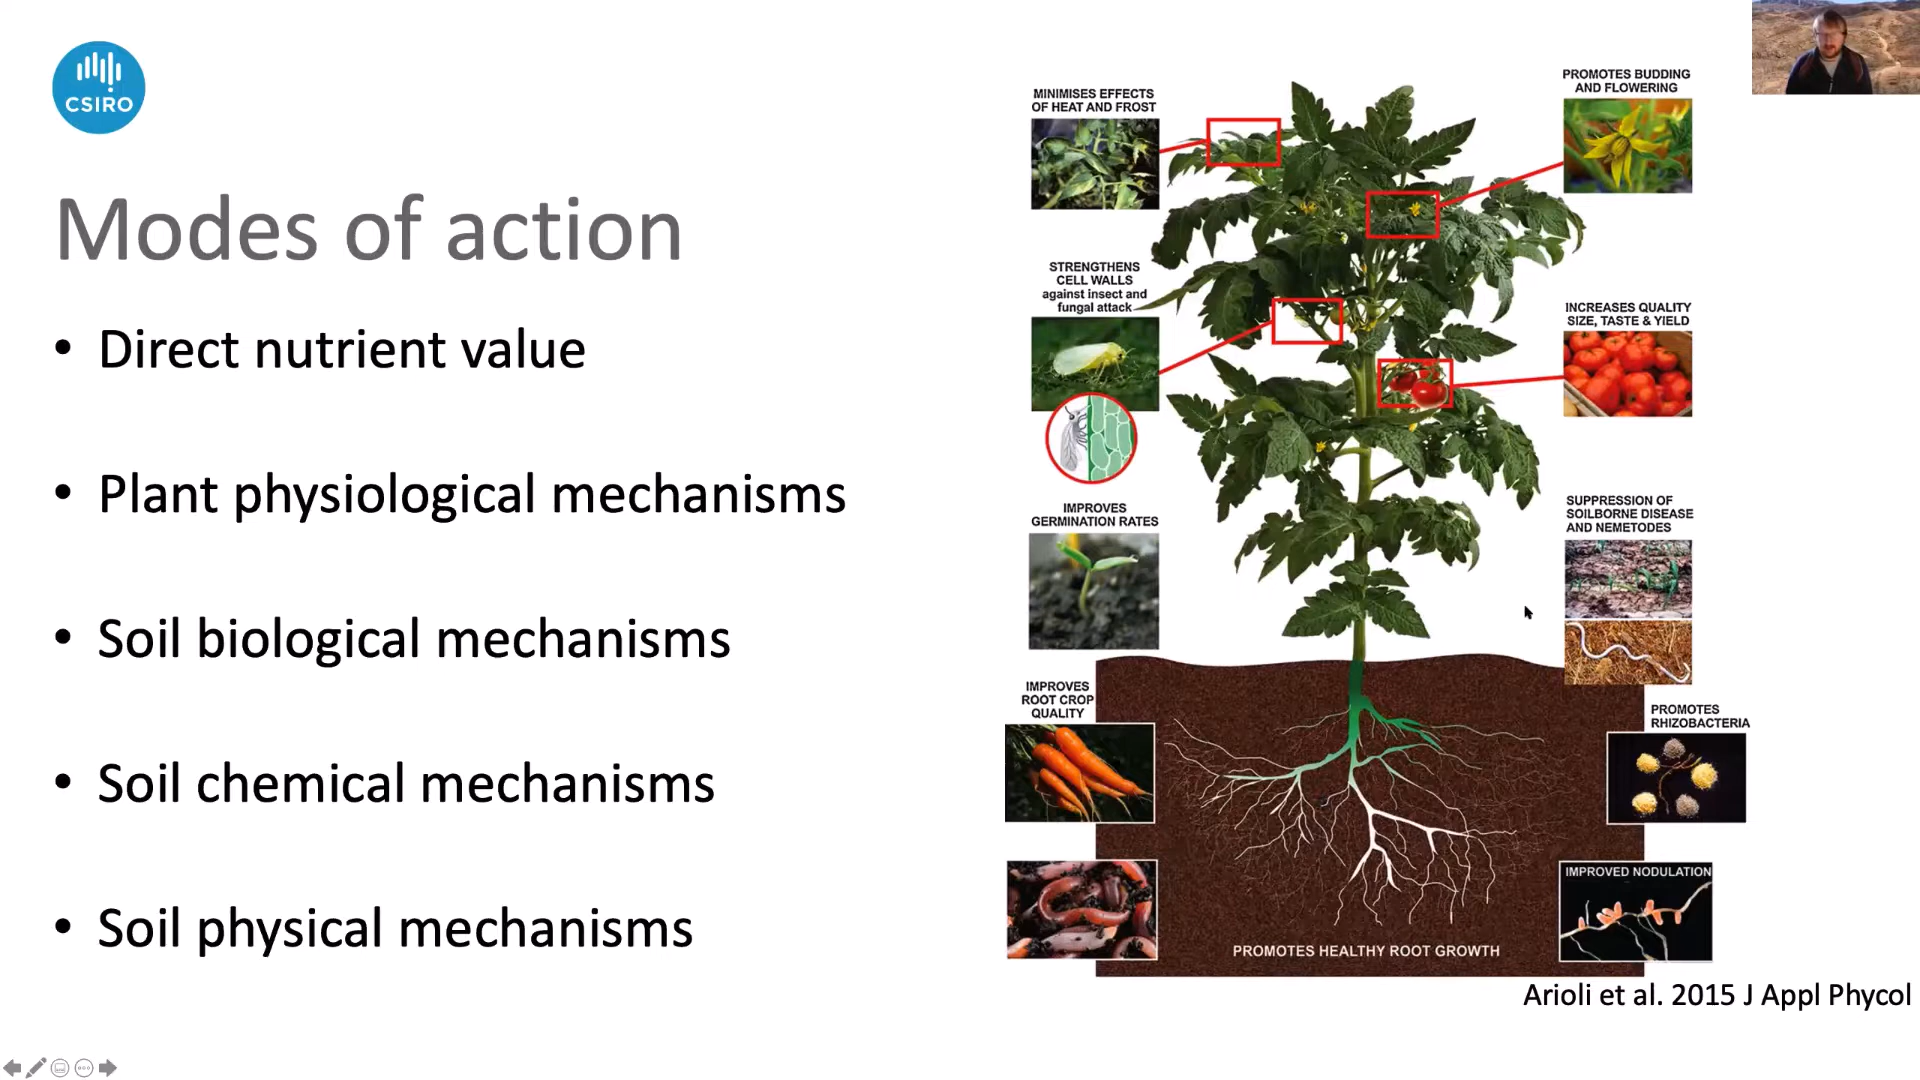 CSIRO
Modes of action
• Direct nutrient value
• Plant physiological mechanisms
• Soil biological mechanisms
• Soil chemical mechanisms
• Soil physical mechanisms
MINIMISES EFFECTS
OF HEAT AND FROST
PROMOTES BUDDING
AND FLOWERING
STRENGTHENS
CELL WALLS
against insect and
fungal attack
INCREASES QUALITY
SIZE, TASTE & YIELD
IMPROVES
GERMINATION RATES
SUPPRESSION OF
SOILBORNE DISEASE
AND NEMETODES
IMPROVES
ROOT CROP
QUALITY
PROMOTES
RHIZOBACTERIA
IMPROVED NODULATION
PROMOTES HEALTHY ROOT GROWTH
Arioli et al. 2015 J Appl Phycol